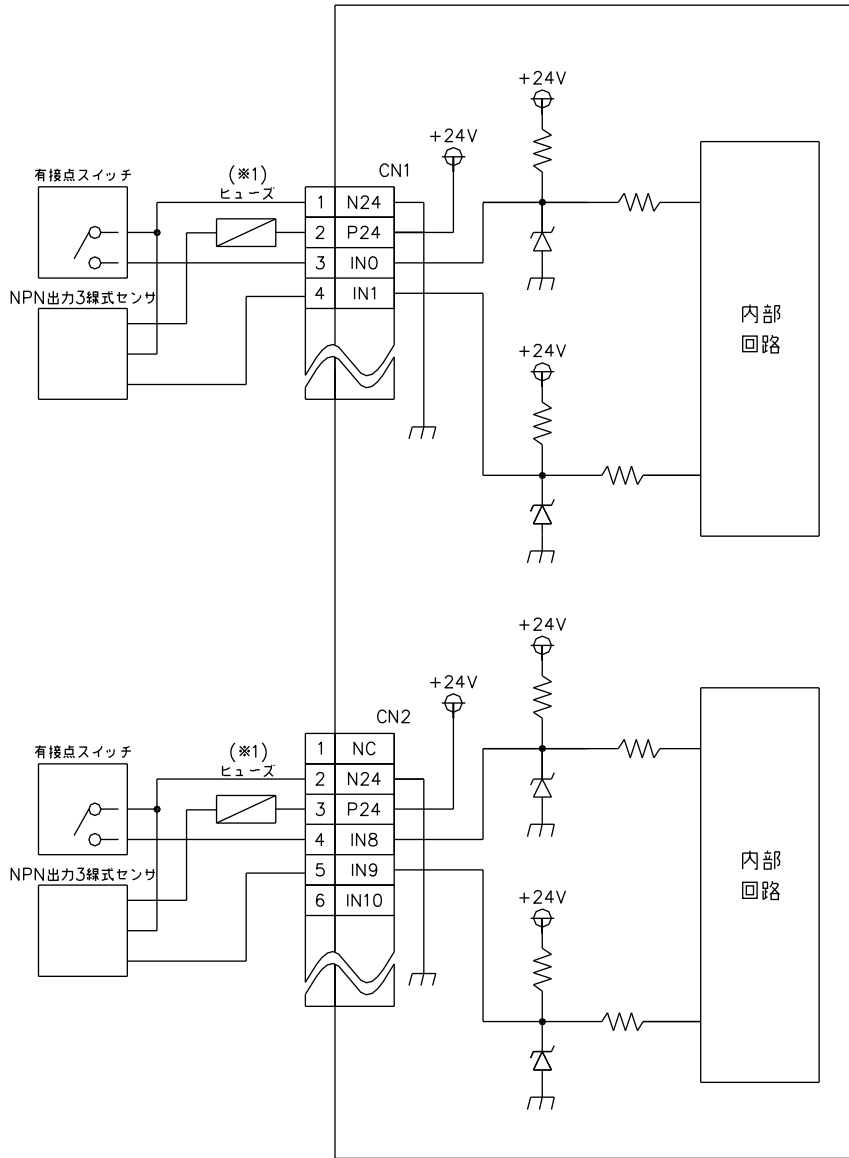 +24V
+24V
CN1
有接点スイッチ
(※1)
ヒューズ
1 N24
2 P24
3 IN0
4 IN1
NPN出力3線式センサ
内部
回路
+24V
+24V
+24V
CN2
有接点スイッチ
(※1)
ヒューズ
1 NC
2 N24
3 P24
4 IN8
5 IN9
6 IN10
NPN出力3線式センサ
内部
回路
+24V